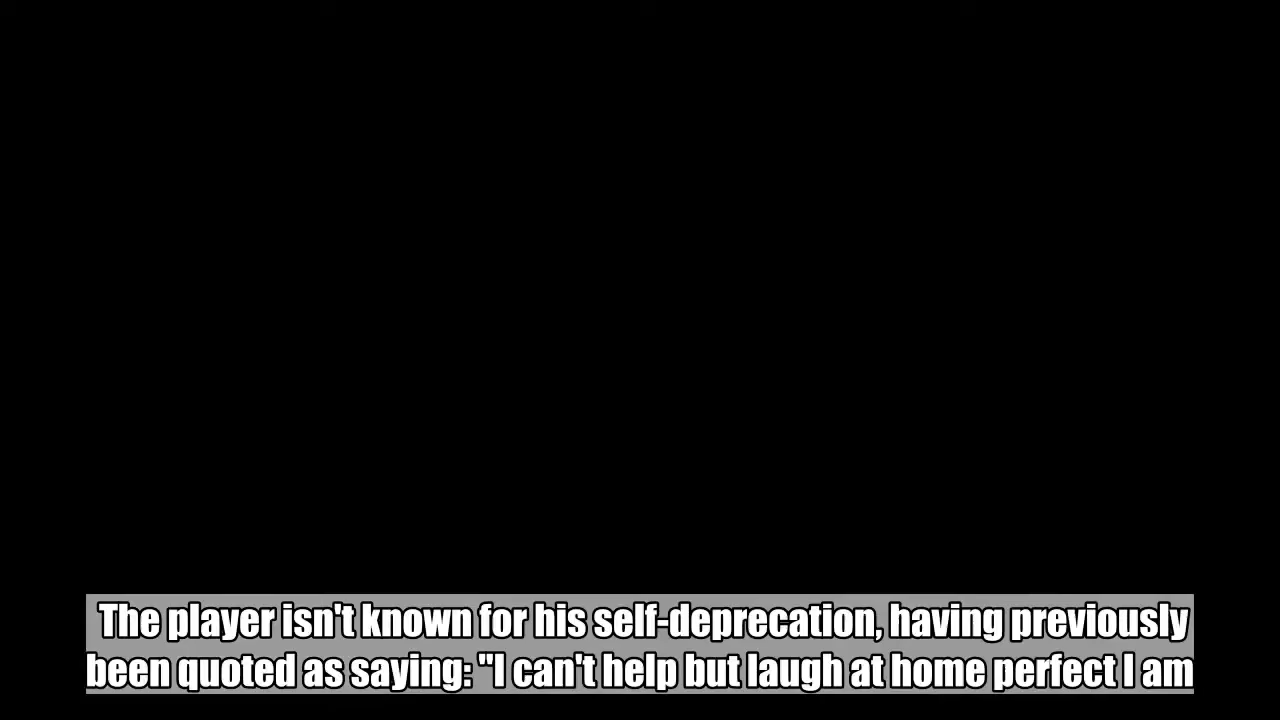 The player isn't known for his self-deprecation, having previously
been quoted as saying: "I can't help but laugh at home perfect I am